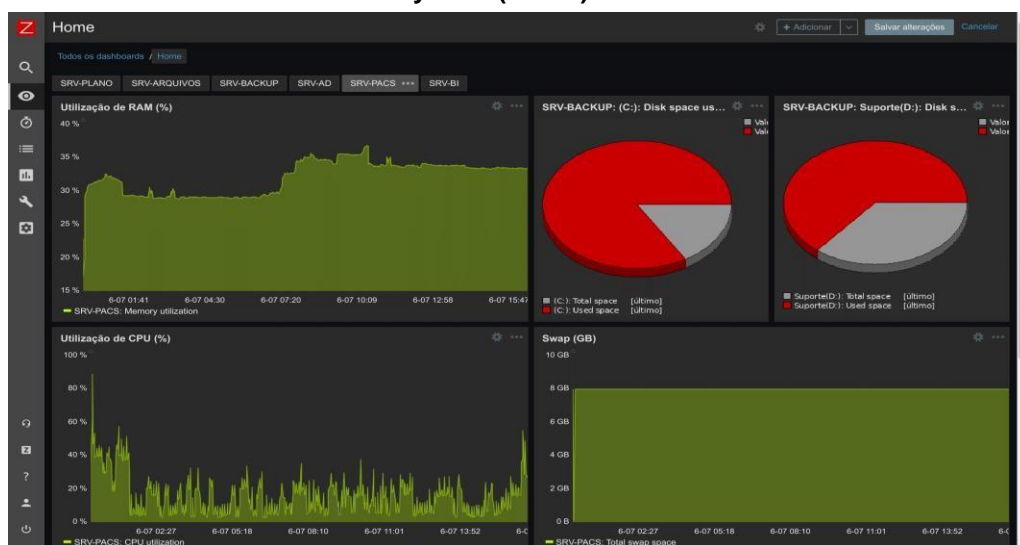 Z
Home
+ Adicionar
Salvar alterações
Cancelar
Todos os dashboards / Home
SRV-PLANO
SRV-ARQUIVOS
SRV-BACKUP
SRV-AD
SRV-PACS
SRV-BI
Utilização de RAM (%)
40 %
35 %
30 %
25 %
20 %
15 %
6-07 01:41
6-07 04:30
6-07 07:20
6-07 10:09
6-07 12:58
6-07 15:47
SRV-PACS: Memory utilization
SRV-BACKUP: (C:): Disk space us...
(C:): Total space [último]
(C:): Used space [último]
SRV-BACKUP: Suporte(D:): Disk s...
Suporte(D:): Total space [último]
Suporte(D:): Used space [último]
Utilização de CPU (%)
100 %
80 %
60 %
40 %
20 %
0 %
6-07 02:27
6-07 05:18
6-07 08:10
6-07 11:01
6-07 13:52
SRV-PACS: CPU utilization
Swap (GB)
10 GB
8 GB
6 GB
4 GB
2 GB
0 B
6-07 02:27
6-07 05:18
6-07 08:10
6-07 11:01
6-07 13:52
SRV-PACS: Total swap space
Z
?